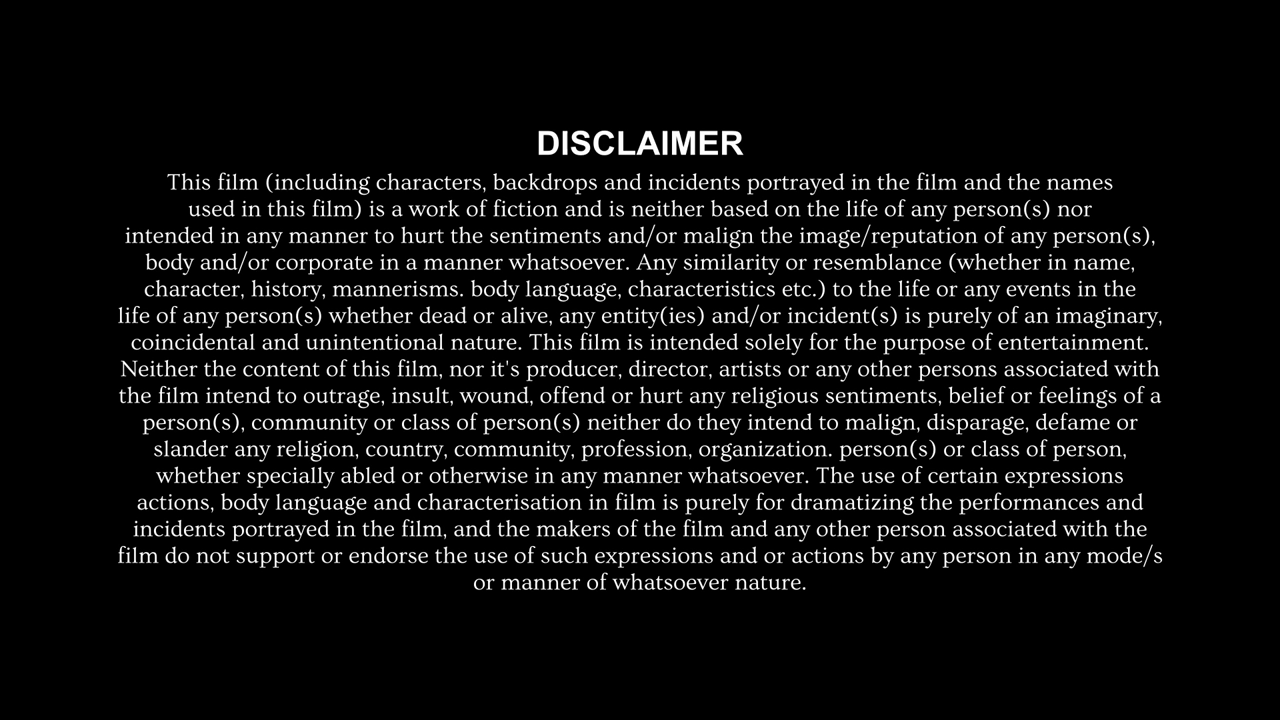 DISCLAIMER
This film (including characters, backdrops and incidents portrayed in the film and the names
used in this film) is a work of fiction and is neither based on the life of any person(s) nor
intended in any manner to hurt the sentiments and/or malign the image/reputation of any person(s),
body and/or corporate in a manner whatsoever. Any similarity or resemblance (whether in name,
character, history, mannerisms. body language, characteristics etc.) to the life or any events in the
life of any person(s) whether dead or alive, any entity(ies) and/or incident(s) is purely of an imaginary,
coincidental and unintentional nature. This film is intended solely for the purpose of entertainment.
Neither the content of this film, nor it's producer, director, artists or any other persons associated with
the film intend to outrage, insult, wound, offend or hurt any religious sentiments, belief or feelings of a
person(s), community or class of person(s) neither do they intend to malign, disparage, defame or
slander any religion, country, community, profession, organization. person(s) or class of person,
whether specially abled or otherwise in any manner whatsoever. The use of certain expressions
actions, body language and characterisation in film is purely for dramatizing the performances and
incidents portrayed in the film, and the makers of the film and any other person associated with the
film do not support or endorse the use of such expressions and or actions by any person in any mode/s
or manner of whatsoever nature.